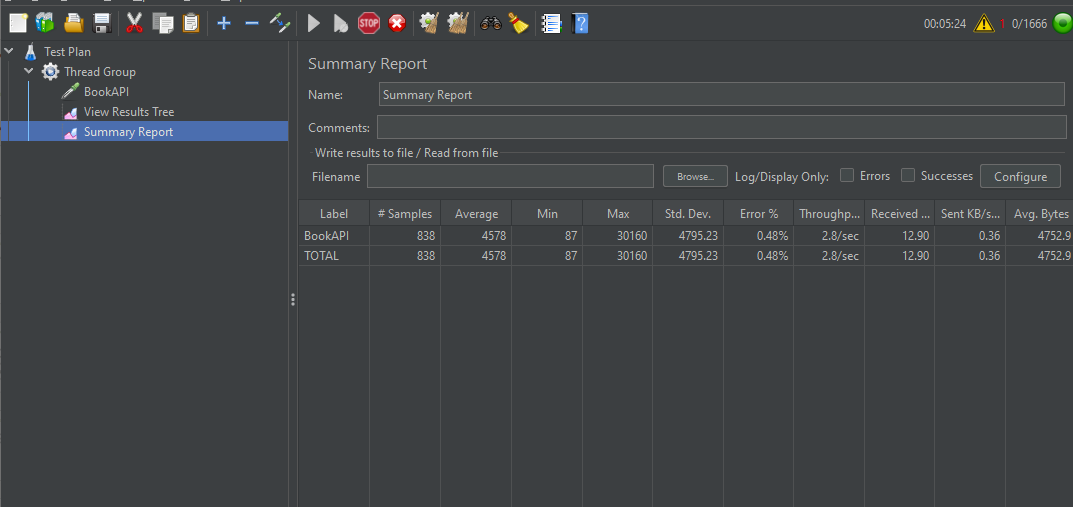 STOP
?
00:05:24 1 0/1666
Test Plan
Thread Group
BookAPI
View Results Tree
Summary Report
Summary Report
Name: Summary Report
Comments:
Write results to file / Read from file
Filename Browse... Log/Display Only: Errors Successes Configure
Label # Samples Average Min Max Std. Dev. Error % Throughp... Received ... Sent KB/s... Avg. Bytes
BookAPI 838 4578 87 30160 4795.23 0.48% 2.8/sec 12.90 0.36 4752.9
TOTAL 838 4578 87 30160 4795.23 0.48% 2.8/sec 12.90 0.36 4752.9